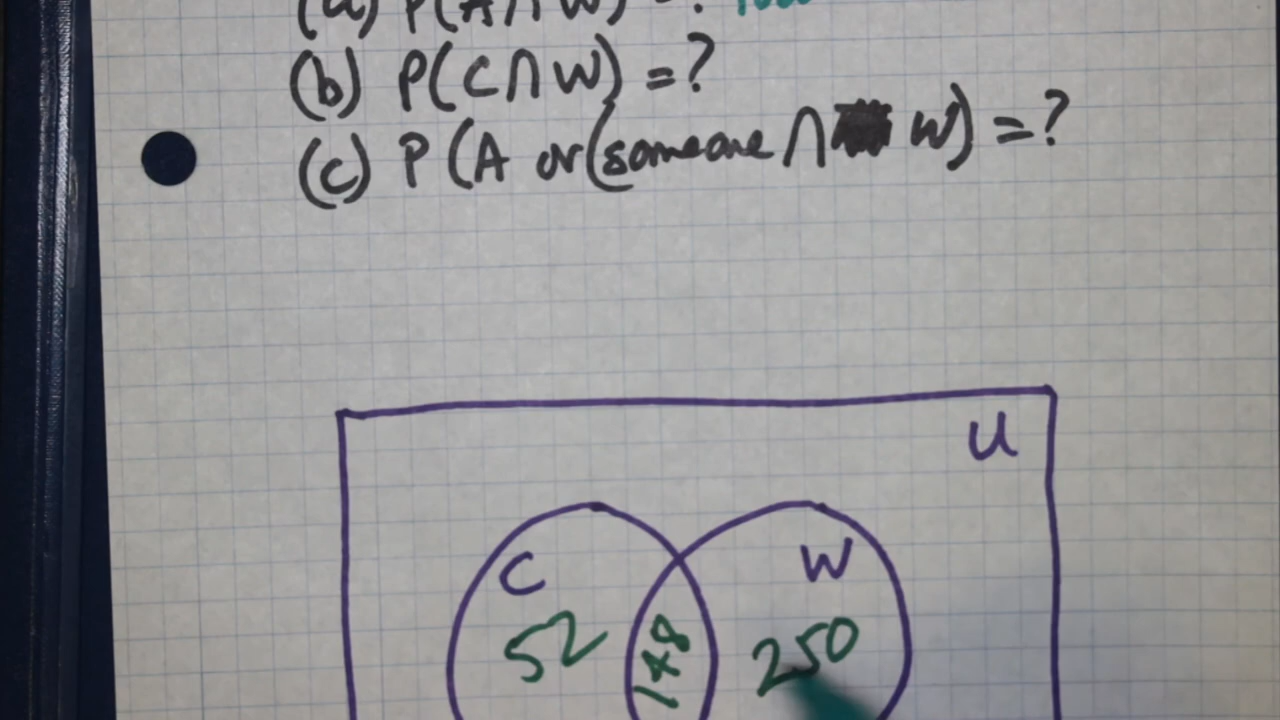 (a) P(A∩W) = ?
(b) P(C∩W) = ?
(c) P(A or(someone ∩ W) = ?
U
C W
52 148 250